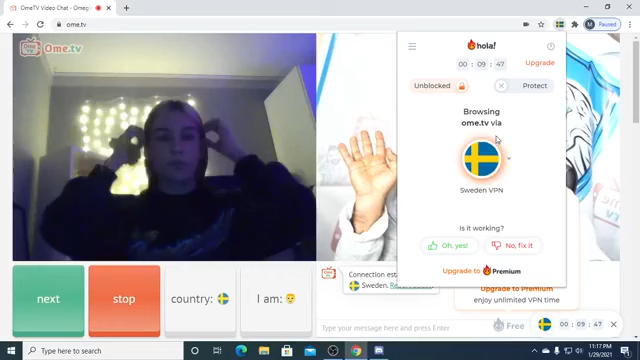 OmeTV Video Chat - Omeg
ome.tv
M
Paused
Ome.tv
hola!
00 : 09 : 47
Upgrade
Unblocked
Protect
Browsing
ome.tv via
Sweden VPN
Is it working?
Oh, yes!
No, fix it
Upgrade to Premium
Upgrade to Premium
enjoy unlimited VPN time
next
stop
country:
I am:
Connection esta
Sweden.
Type your message here and press Enter
Free
00 : 09 : 47
Type here to search
11:17 PM
1/29/2021